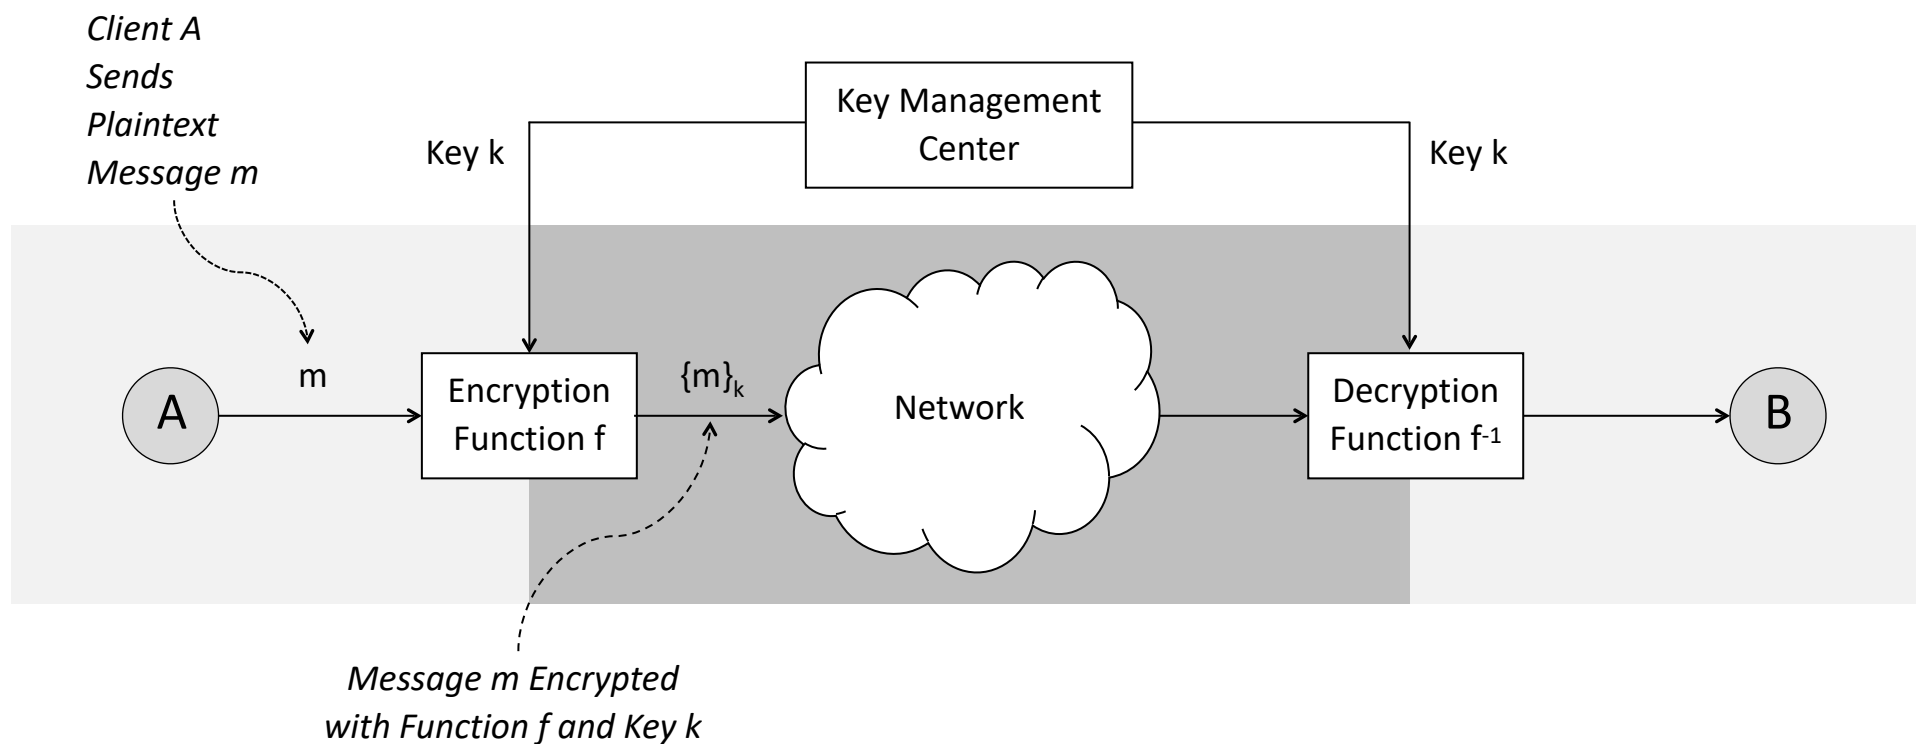 Client A
Sends
Plaintext
Message m
Key Management
Center
Key k
Key k
m
{m}k
A
Encryption
Function f
Network
Decryption
Function f-1
B
Message m Encrypted
with Function f and Key k